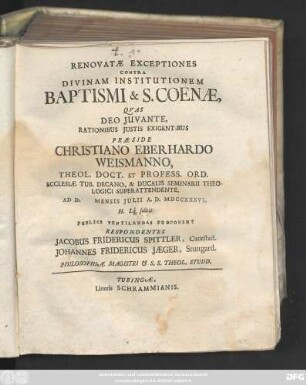 RENOVATÆ EXCEPTIONES
CONTRA
DIVINAM INSTITUTIONEM
BAPTISMI & S. COENÆ,
QVAS
DEO JUVANTE,
RATIONIBUS JUSTIS EXIGENTIBUS
PRÆSIDE
CHRISTIANO EBERHARDO
WEISMANNO,
THEOL. DOCT. ET PROFESS. ORD.
ECCLESIÆ TUB. DECANO, & DUCALIS SEMINARII THEO-
LOGICI SUPERATTENDENTE,
AD D. MENSIS JULII A. D. MDCCXXXVI.
H. L. solitis
PUBLICE VENTILANDAS PROPONENT
RESPONDENTES
JACOBUS FRIDERICUS SPITTLER,
JOHANNES FRIDERICUS JÆGER, Stuttgard.
PHILOSOPHIÆ MAGISTRI & S. S. THEOL. STUDD.
TUBINGÆ,
Literis SCHRAMMIANIS.